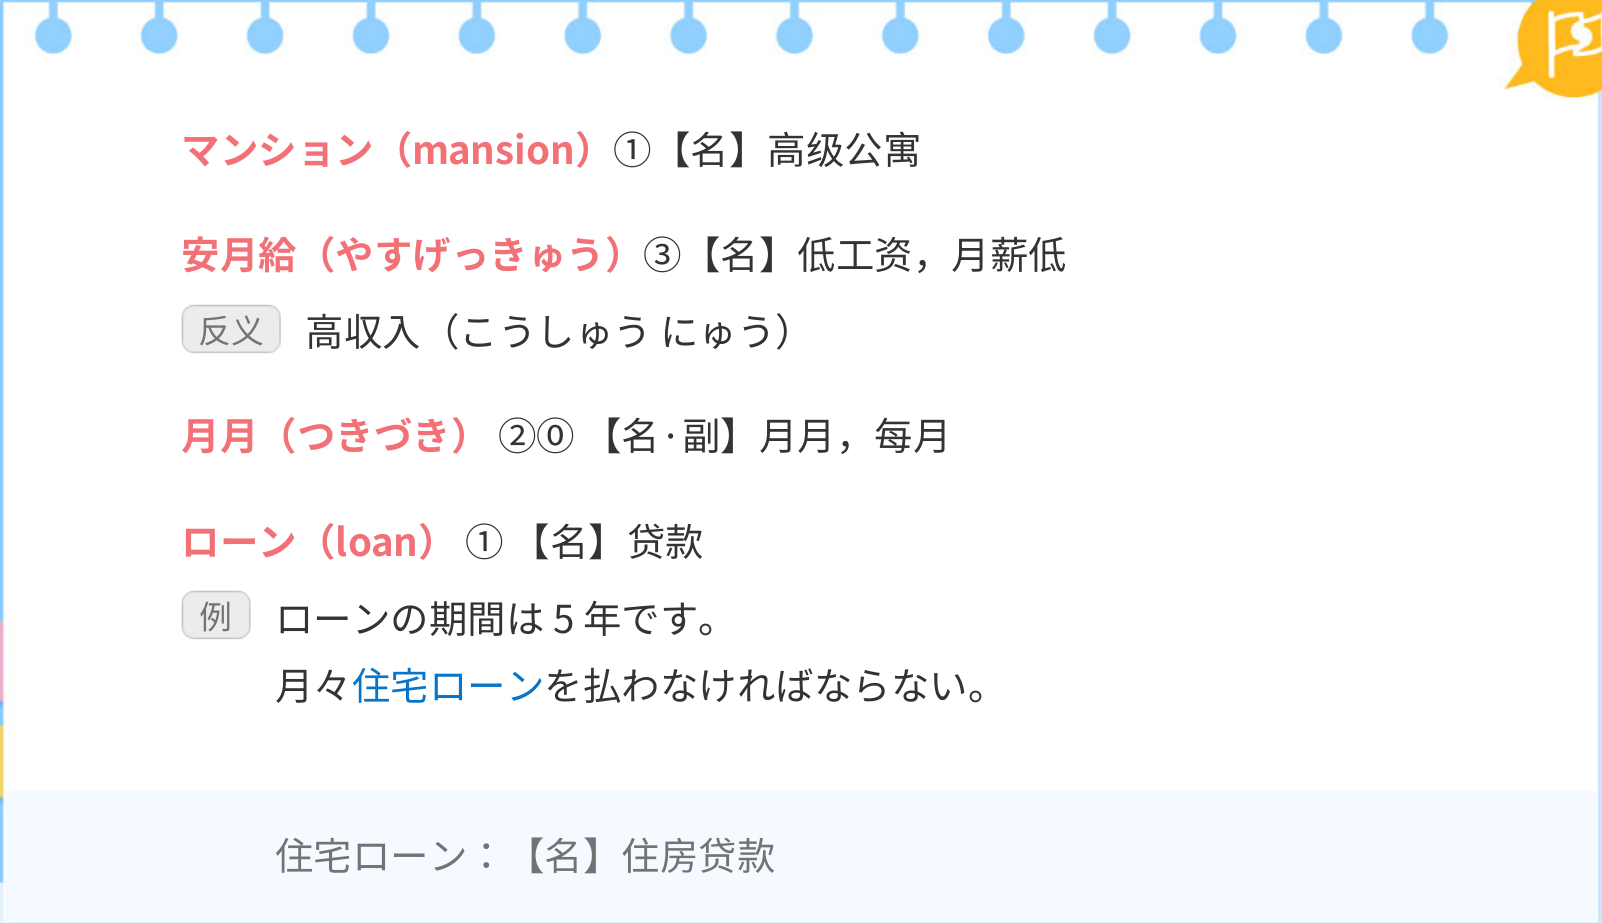 マンション（mansion）①【名】高级公寓
安月給（やすげっきゅう）③【名】低工资，月薪低
反义 高収入（こうしゅう にゅう）
月月（つきづき） ②⓪ 【名·副】月月，每月
ローン（loan） ① 【名】贷款
例 ローンの期間は 5 年です。
月々住宅ローンを払わなければならない。
住宅ローン：【名】住房贷款